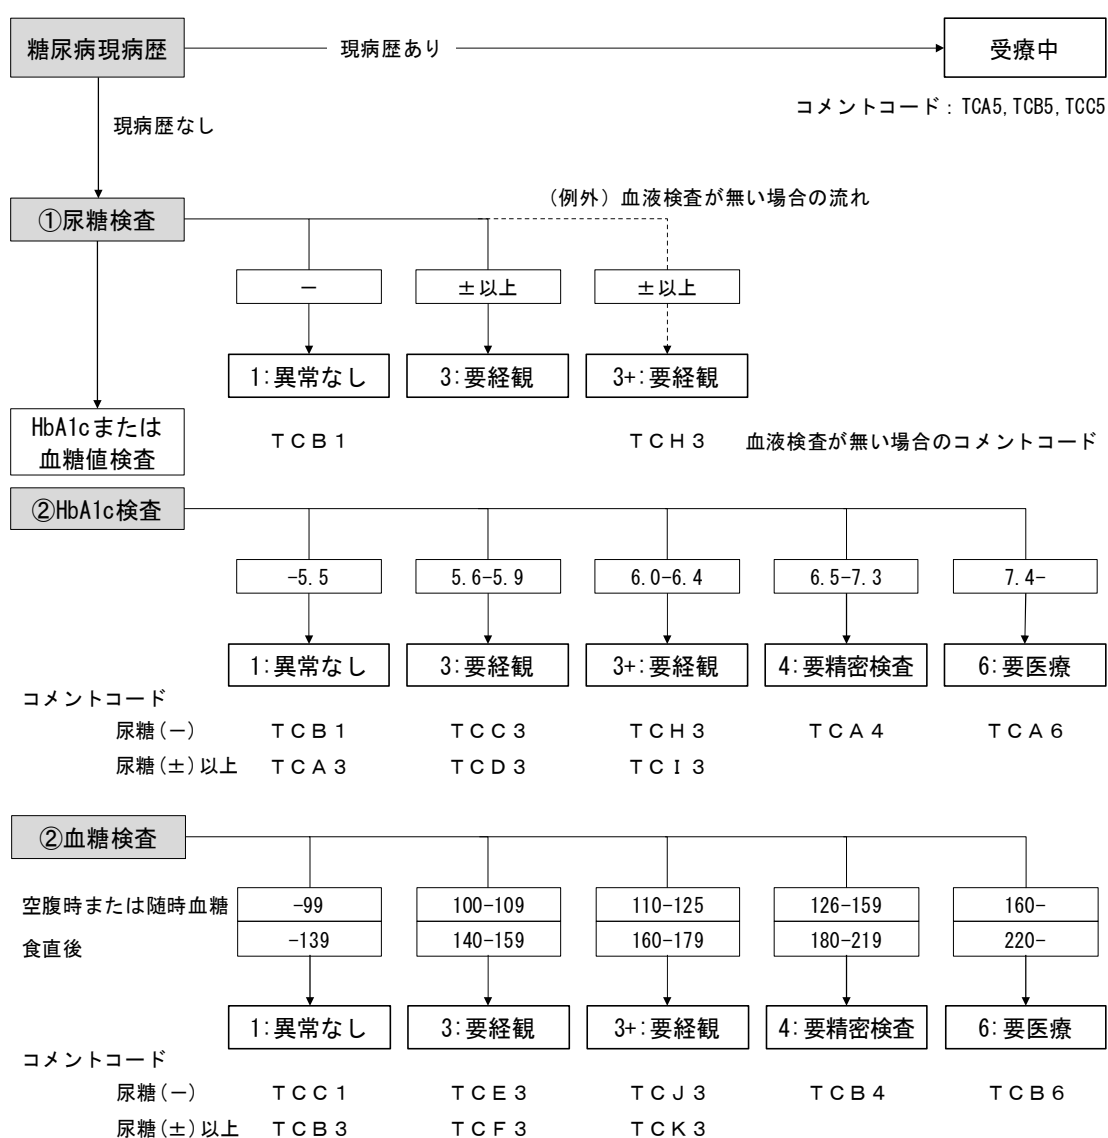 糖尿病現病歴
現病歴あり
受療中
コメントコード：TCA5,TCB5,TCC5
現病歴なし
①尿糖検査
（例外）血液検査が無い場合の流れ
－ ±以上 ±以上
1:異常なし 3:要経観 3+:要経観
HbA1cまたは
血糖値検査
ＴＣＢ１ ＴＣＨ３ 血液検査が無い場合のコメントコード
②HbA1c検査
-5.5 5.6-5.9 6.0-6.4 6.5-7.3 7.4-
1:異常なし 3:要経観 3+:要経観 4:要精密検査 6:要医療
コメントコード
尿糖(－) ＴＣＢ１ ＴＣＣ３ ＴＣＨ３ ＴＣＡ４ ＴＣＡ６
尿糖(±)以上 ＴＣＡ３ ＴＣＤ３ ＴＣＩ３
②血糖検査
空腹時または随時血糖 -99 100-109 110-125 126-159 160-
食直後 -139 140-159 160-179 180-219 220-
1:異常なし 3:要経観 3+:要経観 4:要精密検査 6:要医療
コメントコード
尿糖(－) ＴＣＣ１ ＴＣＥ３ ＴＣＪ３ ＴＣＢ４ ＴＣＢ６
尿糖(±)以上 ＴＣＢ３ ＴＣＦ３ ＴＣＫ３